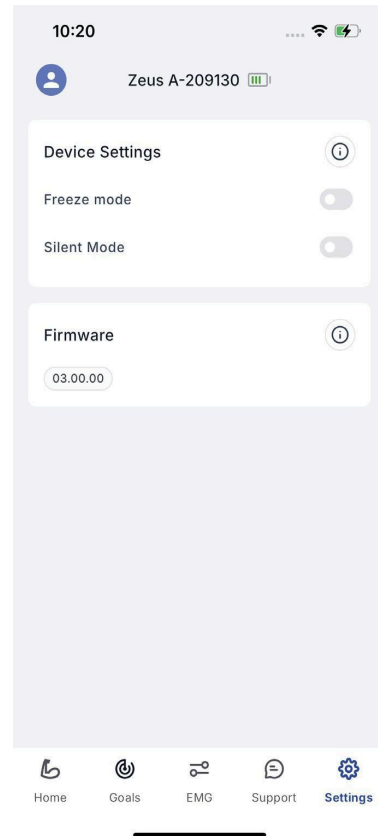 10:20
Zeus A-209130
Device Settings
Freeze mode
Silent Mode
Firmware
03.00.00
Home Goals EMG Support Settings